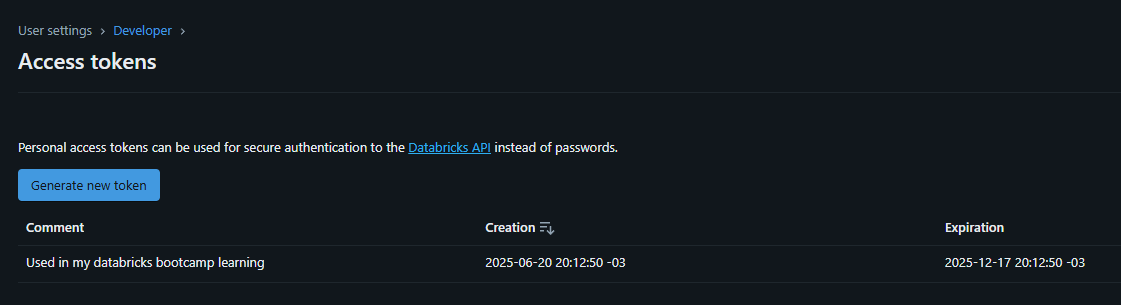 User settings > Developer >
Access tokens
Personal access tokens can be used for secure authentication to the Databricks API instead of passwords.
Generate new token
Comment Creation Expiration
Used in my databricks bootcamp learning 2025-06-20 20:12:50 -03 2025-12-17 20:12:50 -03